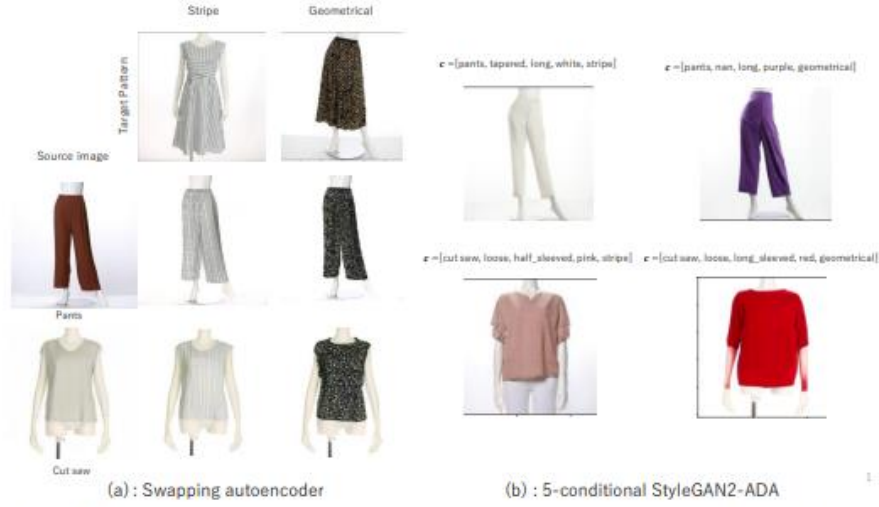 Stripe
Geometrical
Target Pattern
Source image
Pants
Cut saw
(a) : Swapping autoencoder
c =[pants, tapered, long, white, stripe]
c =[pants, nan, long, purple, geometrical]
c =[cut saw, loose, half_sleeved, pink, stripe]
c =[cut saw, loose, long_sleeved, red, geometrical]
(b) : 5-conditional StyleGAN2-ADA
1